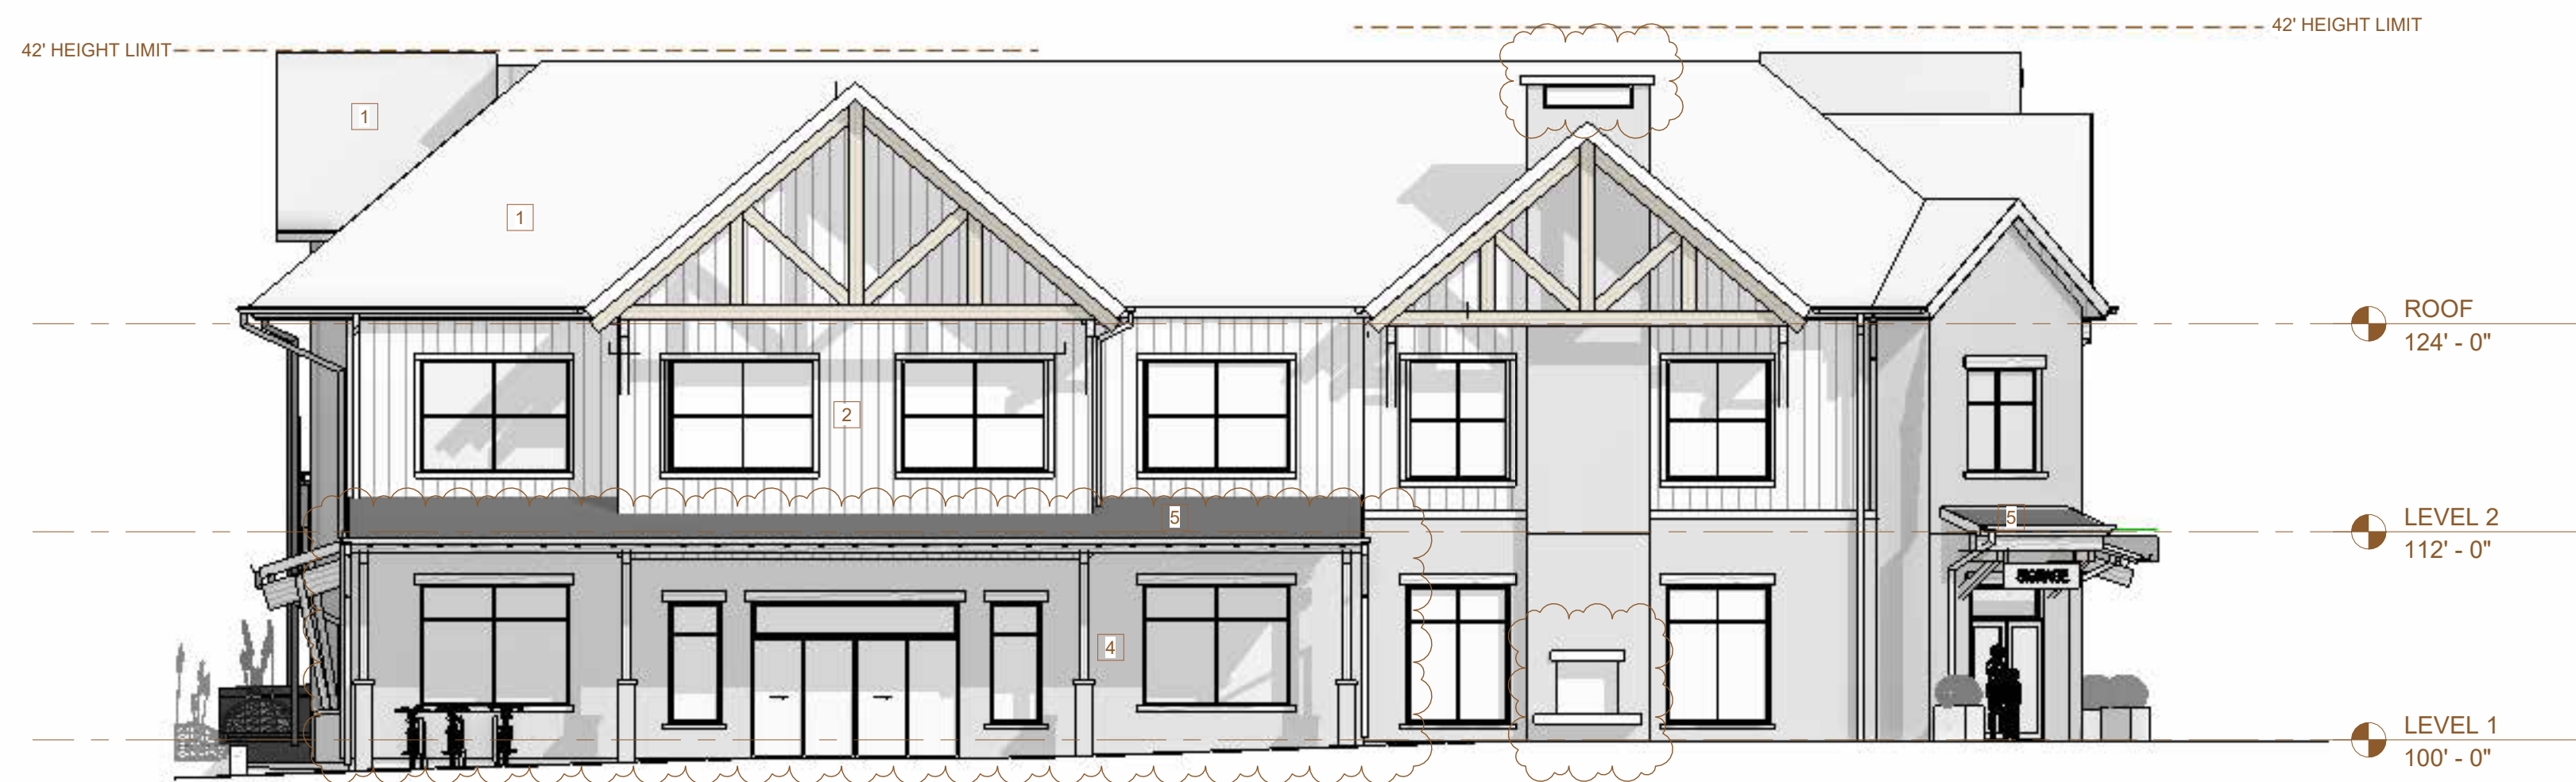 42' HEIGHT LIMIT
42' HEIGHT LIMIT
1
1
ROOF
124' - 0"
2
5
5
LEVEL 2
112' - 0"
SIGNAGE
4
LEVEL 1
100' - 0"